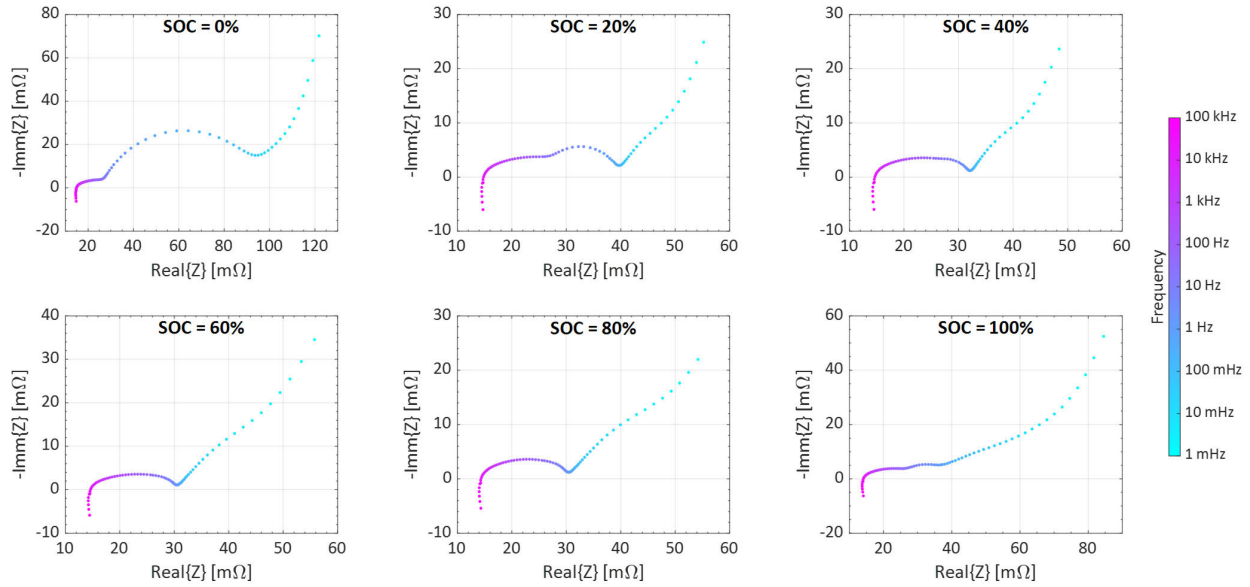 SOC = 0%
80
60
40
20
0
-20
20 40 60 80 100 120
-Imm{Z} [mΩ]
Real{Z} [mΩ]
SOC = 20%
30
20
10
0
-10
10 20 30 40 50 60
-Imm{Z} [mΩ]
Real{Z} [mΩ]
SOC = 40%
30
20
10
0
-10
10 20 30 40 50 60
-Imm{Z} [mΩ]
Real{Z} [mΩ]
SOC = 60%
40
30
20
10
0
-10
10 20 30 40 50 60
-Imm{Z} [mΩ]
Real{Z} [mΩ]
SOC = 80%
30
20
10
0
-10
10 20 30 40 50 60
-Imm{Z} [mΩ]
Real{Z} [mΩ]
SOC = 100%
60
40
20
0
-20
20 40 60 80
-Imm{Z} [mΩ]
Real{Z} [mΩ]
Frequency
100 kHz
10 kHz
1 kHz
100 Hz
10 Hz
1 Hz
100 mHz
10 mHz
1 mHz